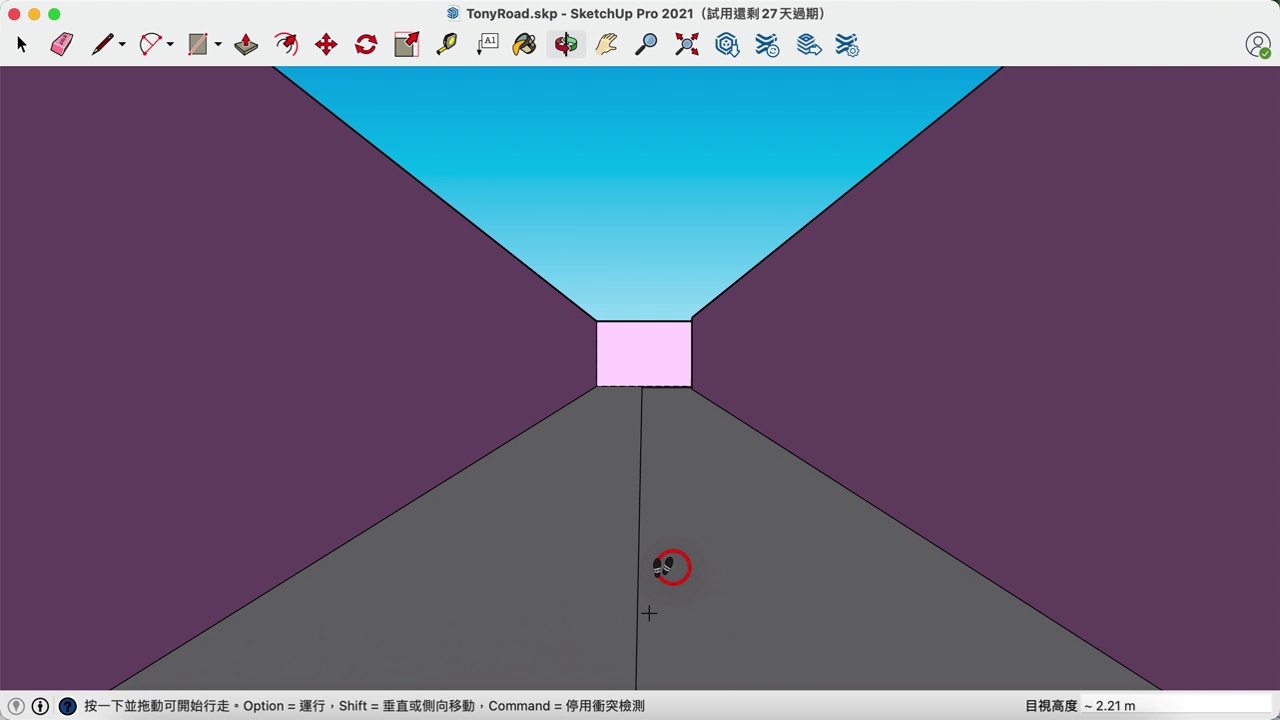 TonyRoad.skp - SketchUp Pro 2021（試用還剩 27 天過期）
A1
按一下並拖動可開始行走。Option = 運行，Shift = 垂直或側向移動，Command = 停用衝突檢測
目視高度 ~ 2.21 m